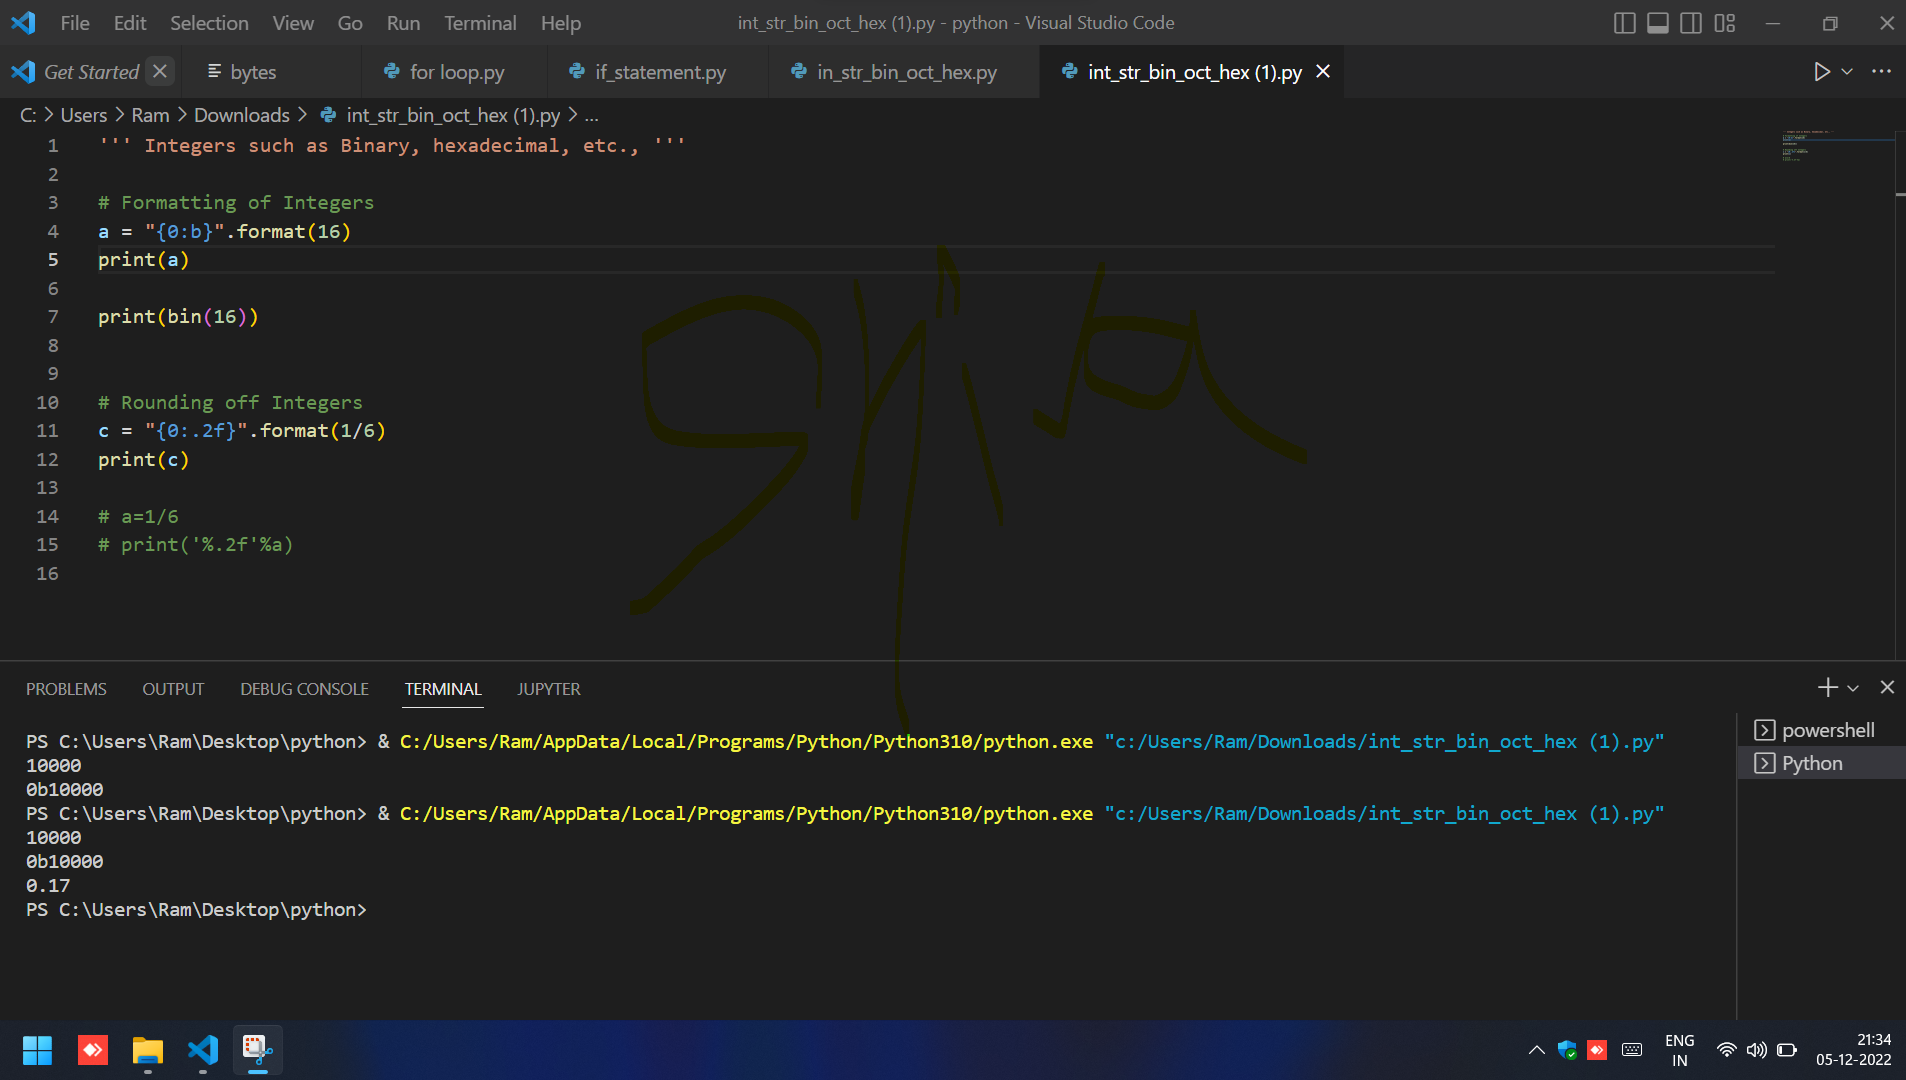 File Edit Selection View Go Run Terminal Help int_str_bin_oct_hex (1).py - python - Visual Studio Code
Get Started bytes for loop.py if_statement.py in_str_bin_oct_hex.py int_str_bin_oct_hex (1).py
C: > Users > Ram > Downloads > int_str_bin_oct_hex (1).py > ...
1 ''' Integers such as Binary, hexadecimal, etc., '''
2
3 # Formatting of Integers
4 a = "{0:b}".format(16)
5 print(a)
6
7 print(bin(16))
8
9
10 # Rounding off Integers
11 c = "{0:.2f}".format(1/6)
12 print(c)
13
14 # a=1/6
15 # print('%.2f'%a)
16
Shiva
PROBLEMS OUTPUT DEBUG CONSOLE TERMINAL JUPYTER
PS C:\Users\Ram\Desktop\python> & C:/Users/Ram/AppData/Local/Programs/Python/Python310/python.exe "c:/Users/Ram/Downloads/int_str_bin_oct_hex (1).py"
10000
0b10000
PS C:\Users\Ram\Desktop\python> & C:/Users/Ram/AppData/Local/Programs/Python/Python310/python.exe "c:/Users/Ram/Downloads/int_str_bin_oct_hex (1).py"
10000
0b10000
0.17
PS C:\Users\Ram\Desktop\python>
powershell
Python
ENG
IN
21:34
05-12-2022